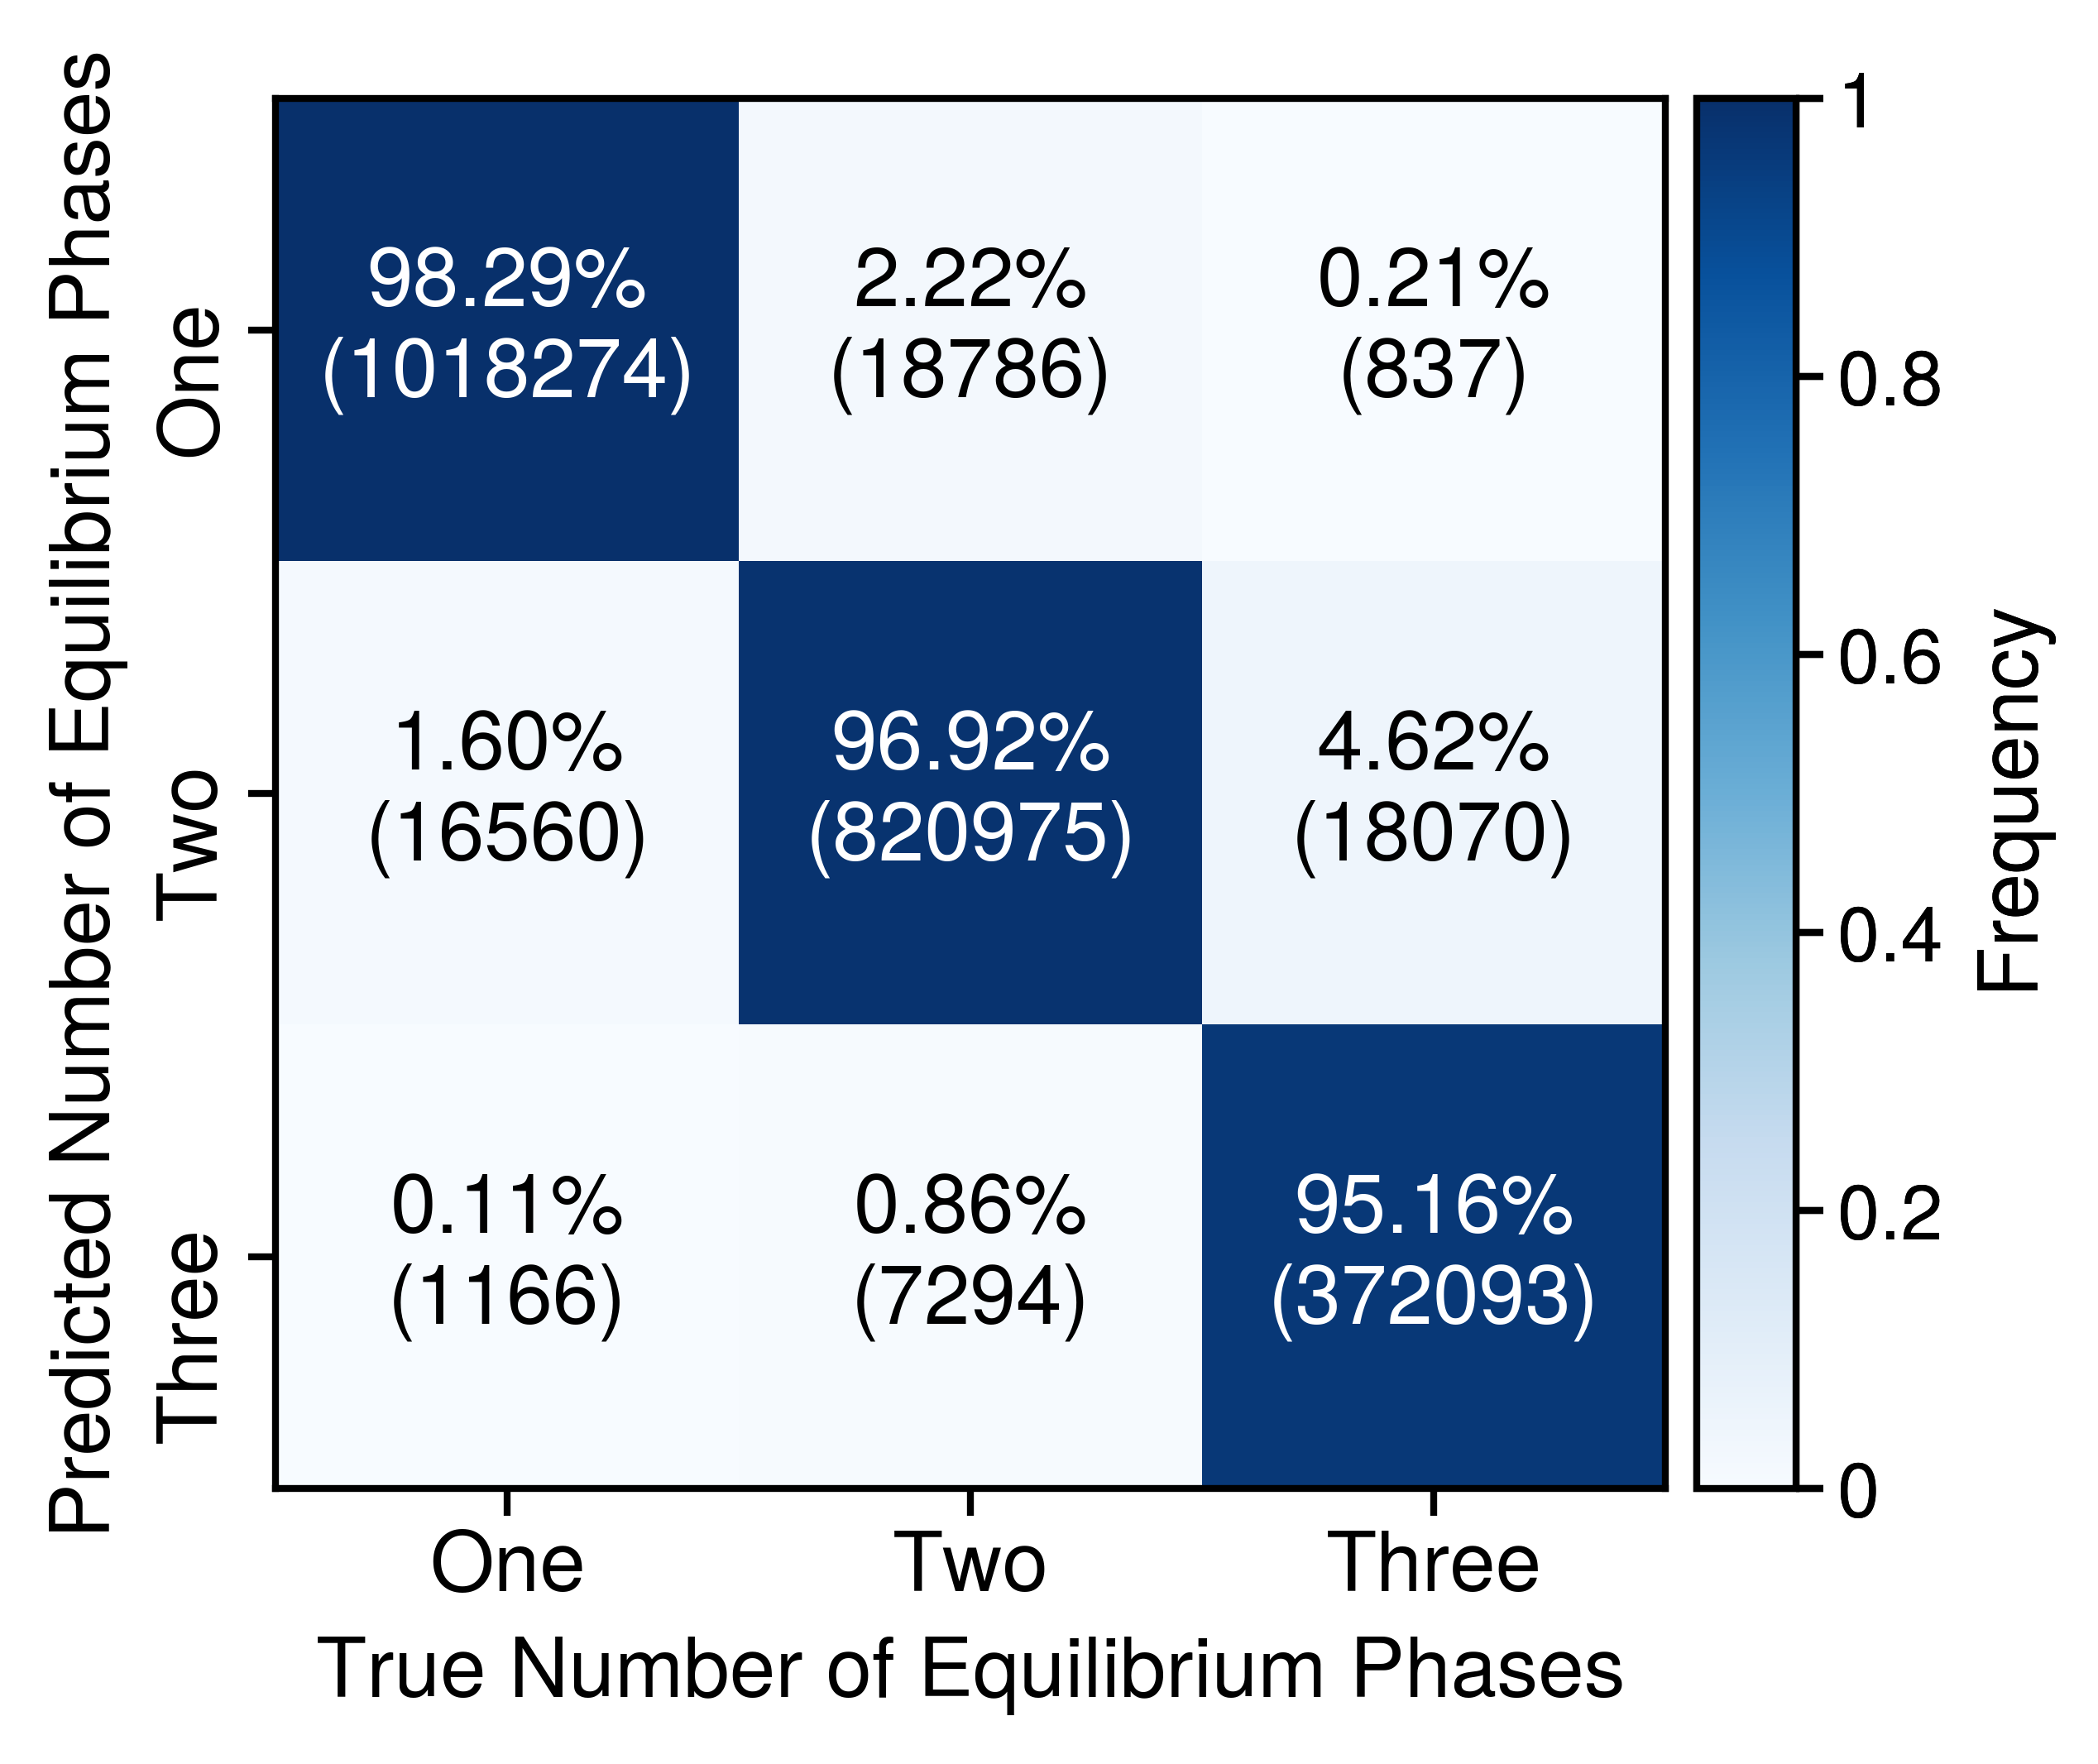 Predicted Number of Equilibrium Phases
One
Two
Three
98.29%
(1018274)
2.22%
(18786)
0.21%
(837)
1.60%
(16560)
96.92%
(820975)
4.62%
(18070)
0.11%
(1166)
0.86%
(7294)
95.16%
(372093)
One
Two
Three
True Number of Equilibrium Phases
1
0.8
0.6
0.4
0.2
0
Frequency